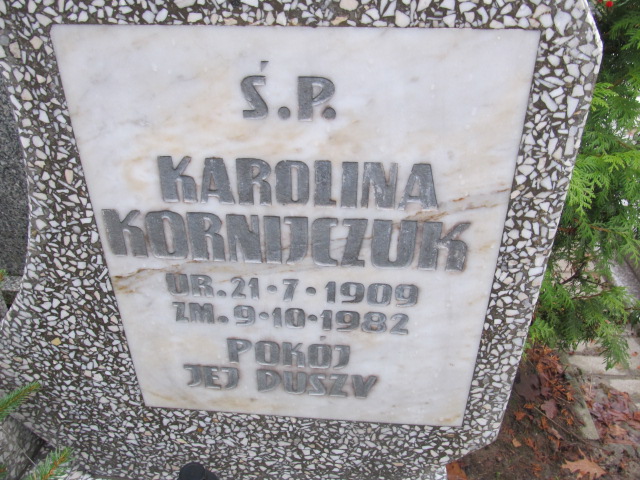 Ś.P.
KAROLINA
KORNIJCZUK
UR. 21-7-1909
ZM. 9-10-1982
POKÓJ
JEJ DUSZY